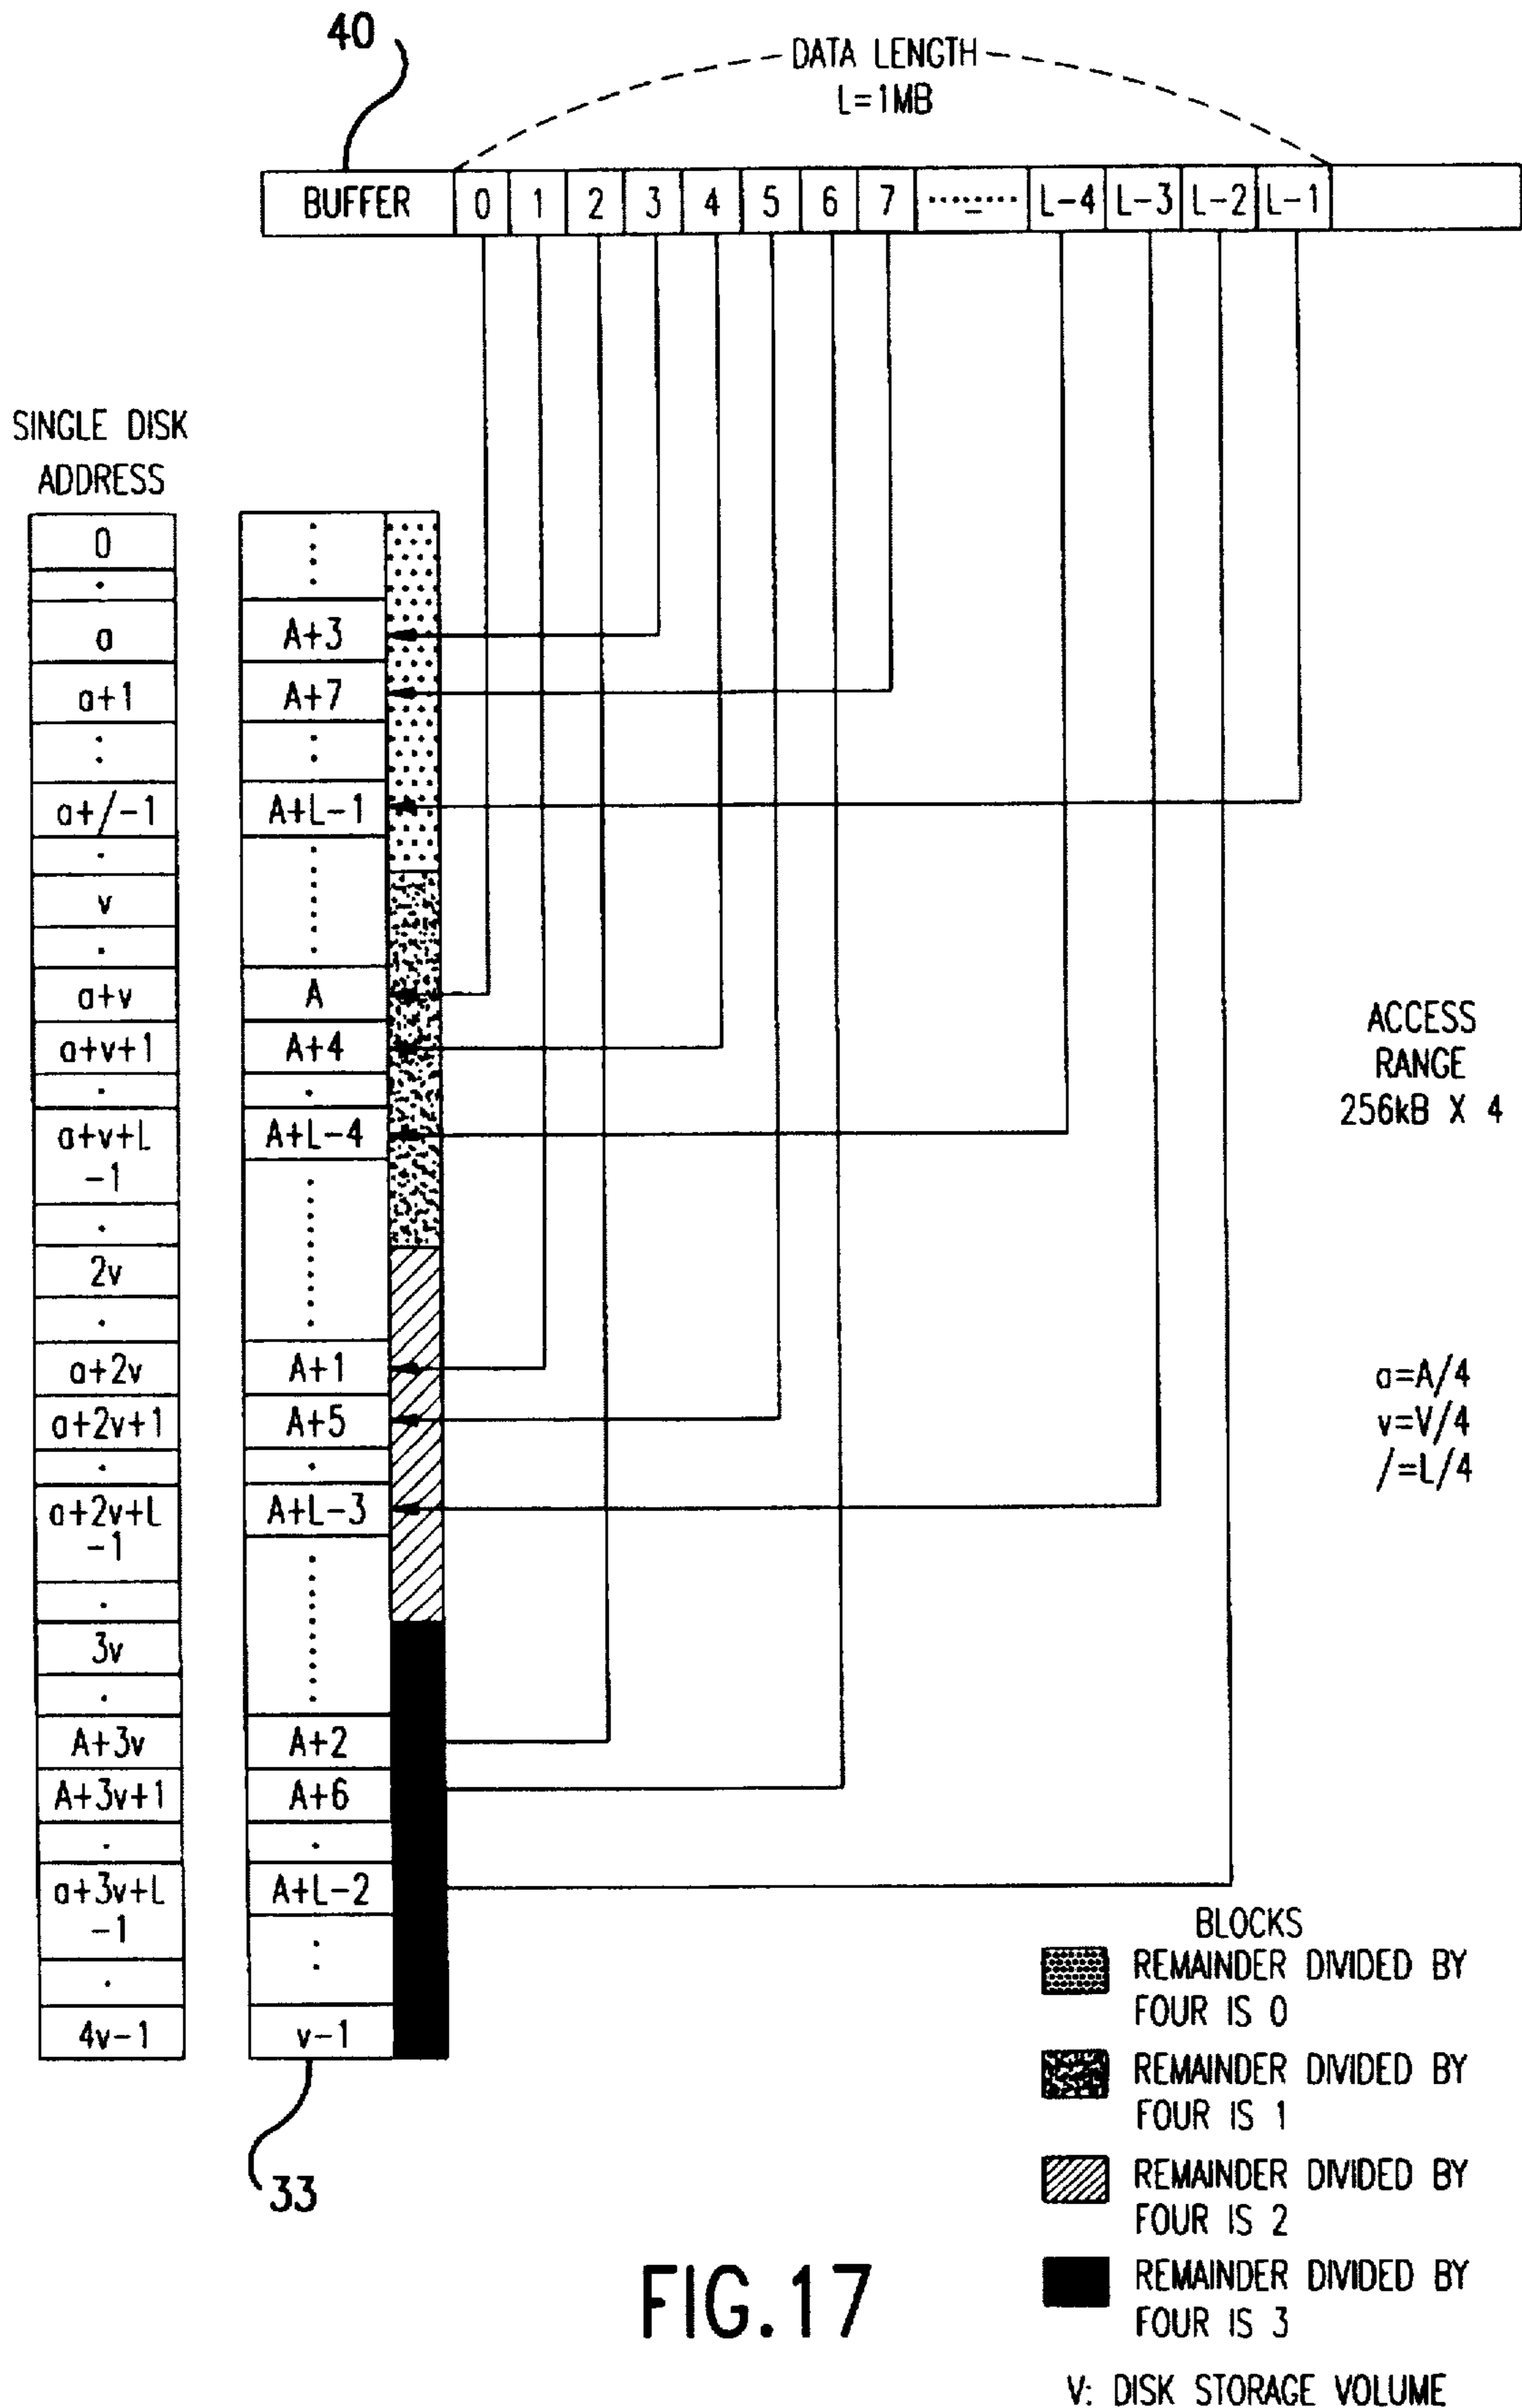 40
DATA LENGTH
L=1MB
BUFFER 0 1 2 3 4 5 6 7 ........ L-4 L-3 L-2 L-1
SINGLE DISK
ADDRESS
0
a A+3
a+1 A+7
a+/-1 A+L-1
v
a+v A
a+v+1 A+4
a+v+L A+L-4
-1
2v
a+2v A+1
a+2v+1 A+5
a+2v+L A+L-3
-1
3v
A+3v A+2
A+3v+1 A+6
a+3v+L A+L-2
-1
4v-1 v-1
33
ACCESS
RANGE
256kB X 4
a=A/4
v=V/4
/=L/4
BLOCKS
REMAINDER DIVIDED BY
FOUR IS 0
REMAINDER DIVIDED BY
FOUR IS 1
REMAINDER DIVIDED BY
FOUR IS 2
REMAINDER DIVIDED BY
FOUR IS 3
V: DISK STORAGE VOLUME
FIG.17